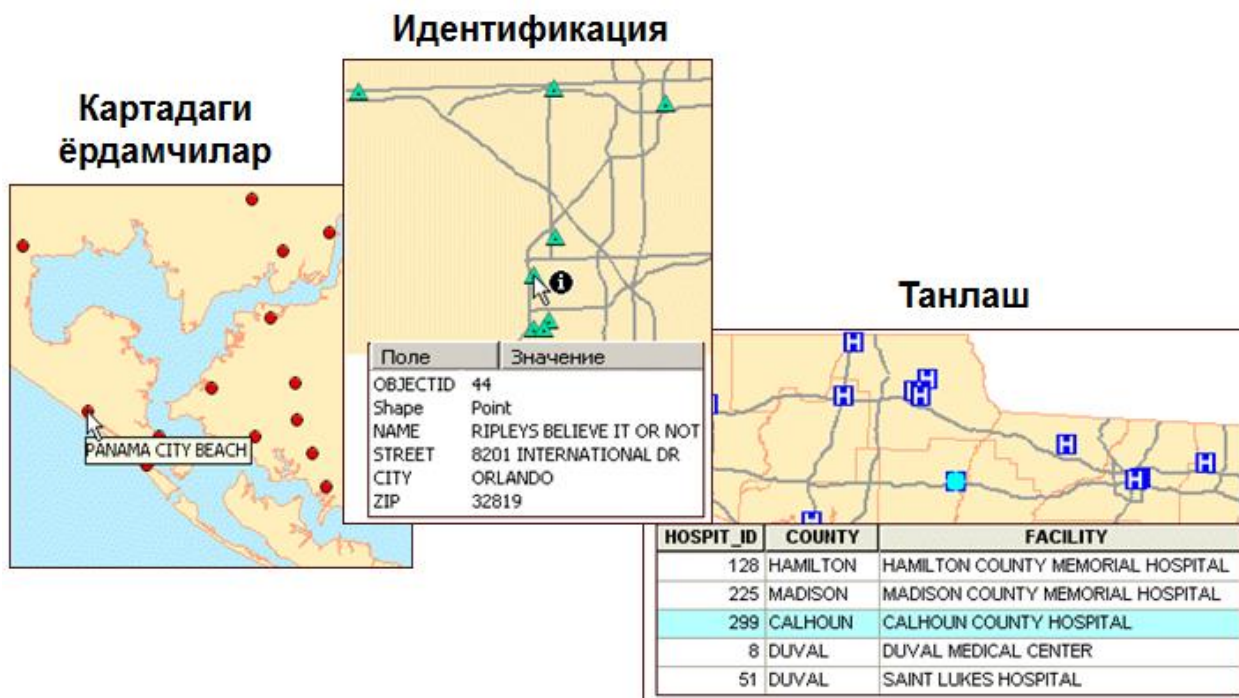 Идентификация
Картадаги
ёрдамчилар
PANAMA CITY BEACH
Поле Значение
OBJECTID 44
Shape Point
NAME RIPLEYS BELIEVE IT OR NOT
STREET 8201 INTERNATIONAL DR
CITY ORLANDO
ZIP 32819
Танлаш
H H H H H H H H
HOSPIT_ID COUNTY FACILITY
128 HAMILTON HAMILTON COUNTY MEMORIAL HOSPITAL
225 MADISON MADISON COUNTY MEMORIAL HOSPITAL
299 CALHOUN CALHOUN COUNTY HOSPITAL
8 DUVAL DUVAL MEDICAL CENTER
51 DUVAL SAINT LUKES HOSPITAL